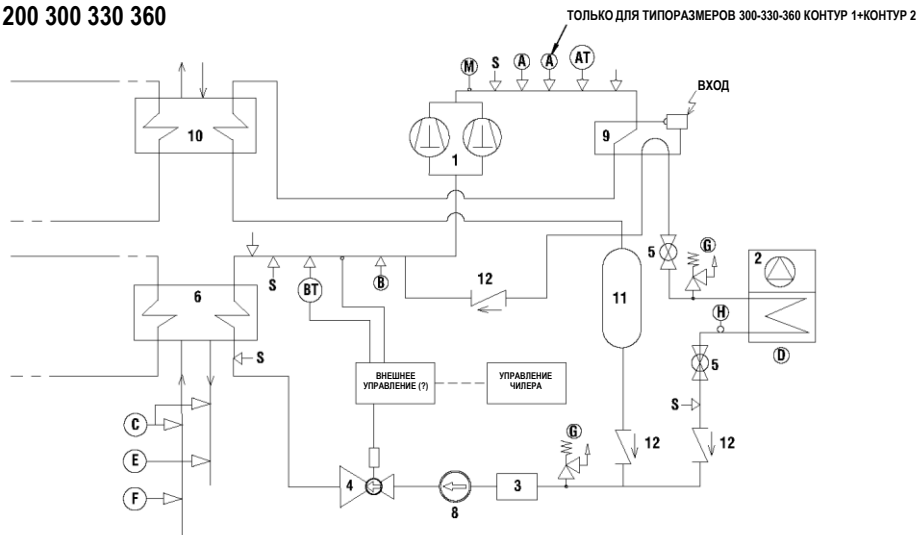 200 300 330 360
ТОЛЬКО ДЛЯ ТИПОРАЗМЕРОВ 300-330-360 КОНТУР 1+КОНТУР 2
M
S
A
A
AT
ВХОД
10
1
9
5
G
2
6
S
BT
B
12
11
H
D
S
5
ВНЕШНЕЕ
УПРАВЛЕНИЕ (?)
УПРАВЛЕНИЕ
ЧИЛЕРА
S
C
G
12
12
E
F
4
8
3